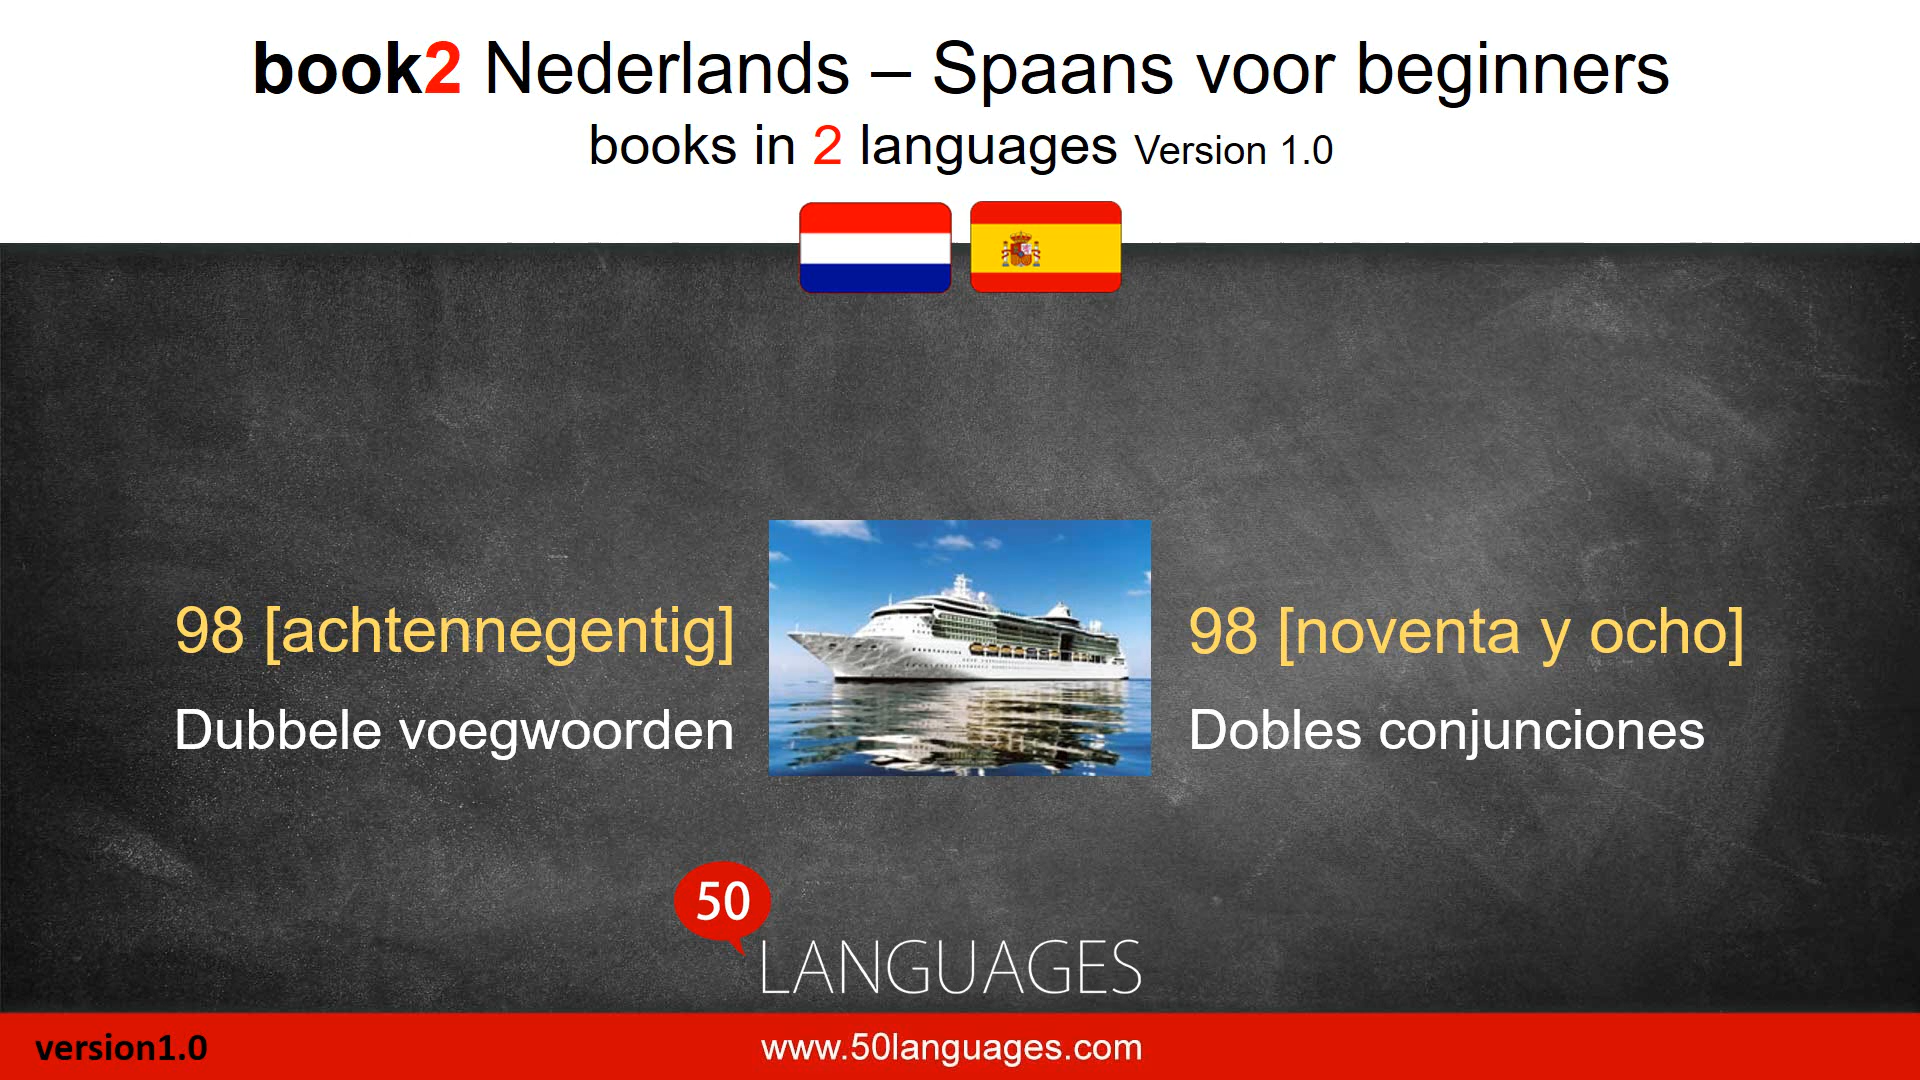 book2 Nederlands – Spaans voor beginners
books in 2 languages Version 1.0
98 [achtennegentig]
Dubbele voegwoorden
98 [noventa y ocho]
Dobles conjunciones
50
LANGUAGES
version1.0
www.50languages.com